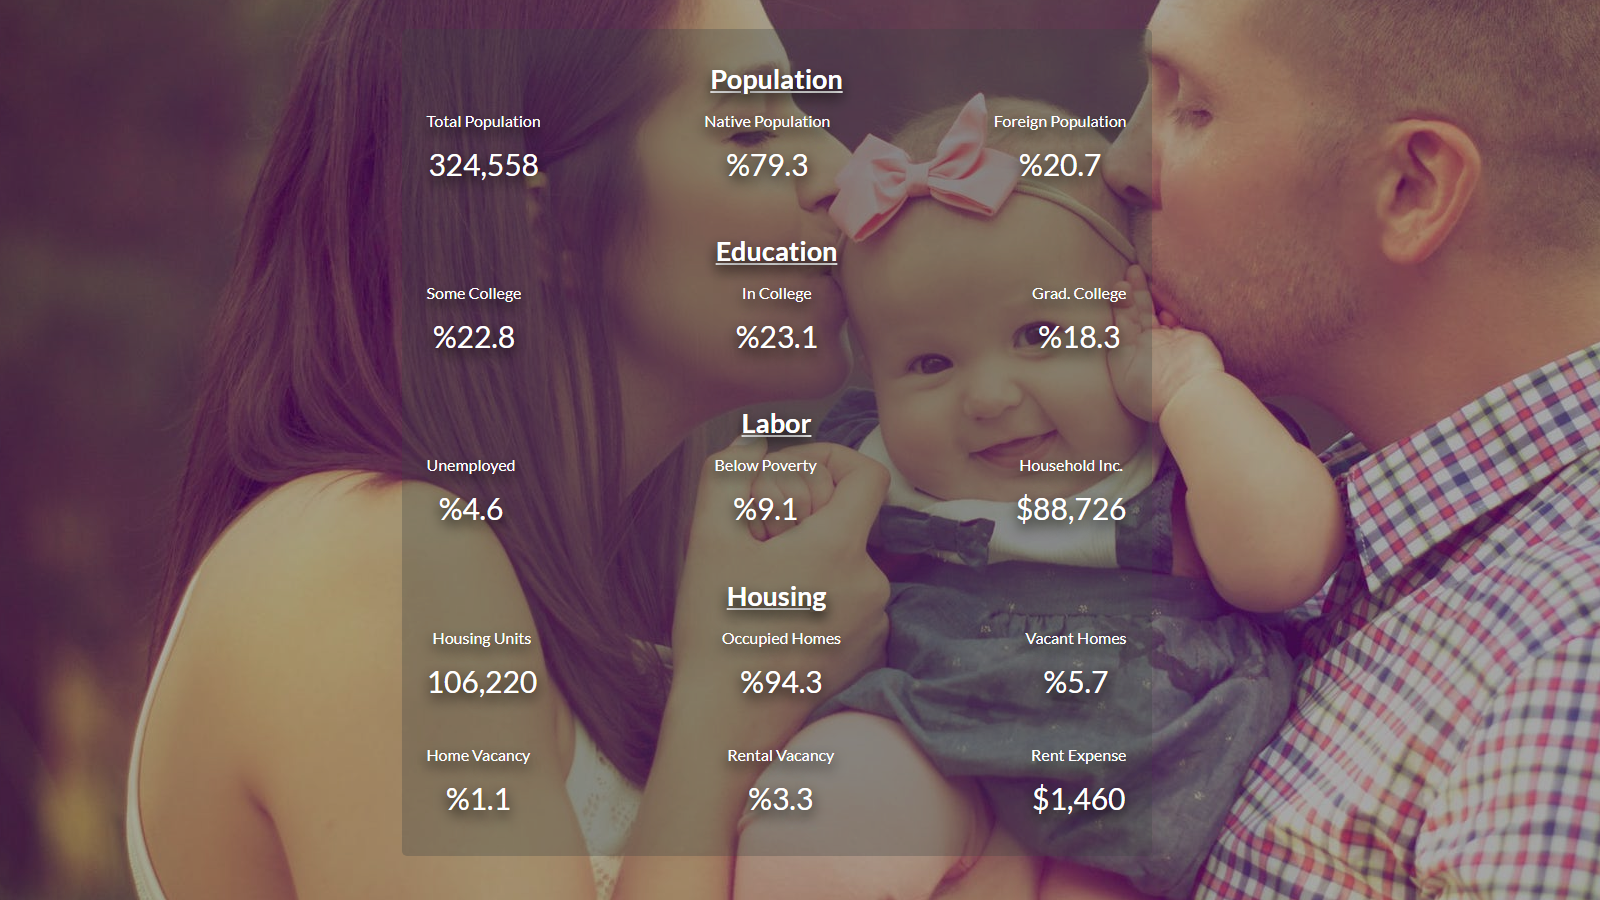 Population
Total Population Native Population Foreign Population
324,558 %79.3 %20.7
Education
Some College In College Grad. College
%22.8 %23.1 %18.3
Labor
Unemployed Below Poverty Household Inc.
%4.6 %9.1 $88,726
Housing
Housing Units Occupied Homes Vacant Homes
106,220 %94.3 %5.7
Home Vacancy Rental Vacancy Rent Expense
%1.1 %3.3 $1,460